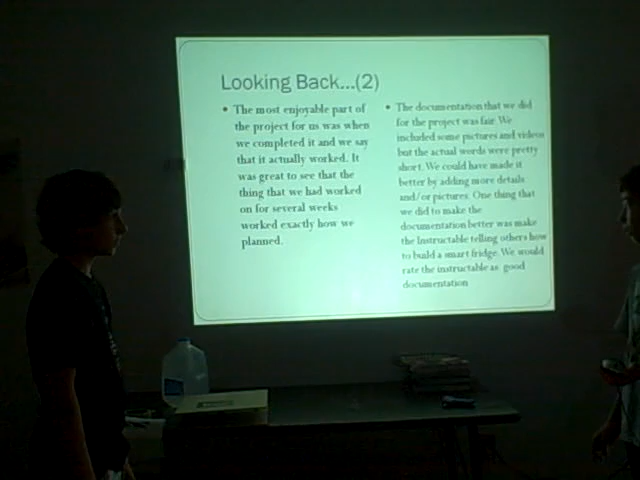 Looking Back...(2)
• The most enjoyable part of
the project for us was when
we completed it and we say
that it actually worked. It
was great to see that the
thing that we had worked
on for several weeks
worked exactly how we
planned.
• The documentation that we did
for the project was fair. We
included some pictures and videos
but the actual words were pretty
short. We could have made it
better by adding more details
and/or pictures. One thing that
we did to make the
documentation better was make
the Instructable telling others how
to build a smart fridge. We would
rate the instructable as good
documentation